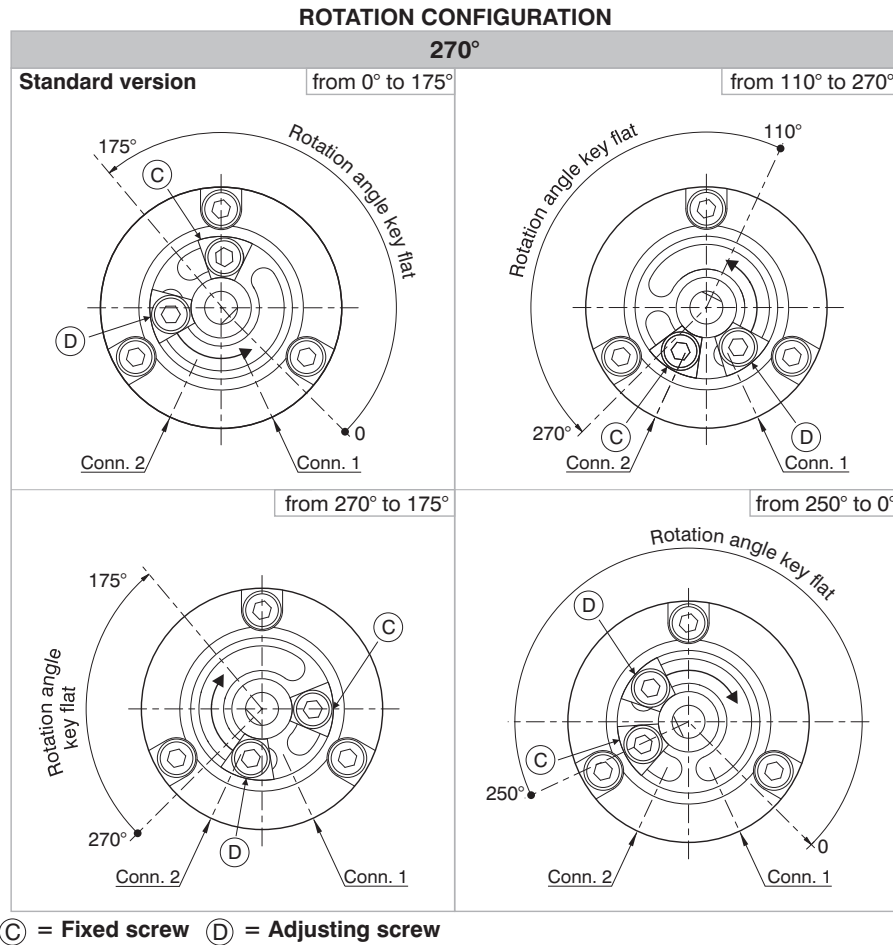 ROTATION CONFIGURATION
270°
Standard version
from 0° to 175°
175°
Rotation angle key flat
C
D
0
Conn. 2
Conn. 1
from 110° to 270°
110°
Rotation angle key flat
270°
C
D
Conn. 2
Conn. 1
from 270° to 175°
175°
C
Rotation angle
key flat
270°
D
Conn. 2
Conn. 1
from 250° to 0°
Rotation angle key flat
D
C
250°
0
Conn. 2
Conn. 1
C = Fixed screw D = Adjusting screw